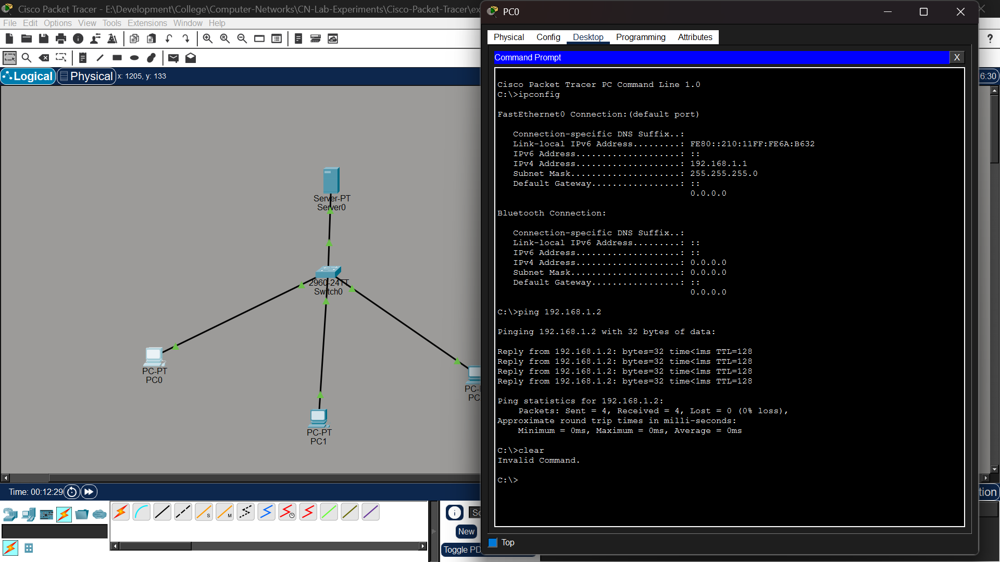 Cisco Packet Tracer - E:\Development\College\Computer-Networks\CN-Lab-Experiments\Cisco-Packet-Tracer\ex
File Edit Options View Tools Extensions Window Help
?
Logical
Physical
x: 1205, y: 133
6:30
Server-PT
Server0
2960-24TT
Switch0
PC-PT
PC0
PC-PT
PC1
PC-
PC
Time: 00:12:29
tion
S
M
New
Toggle PD
PC0
Physical Config Desktop Programming Attributes
Command Prompt
X
Cisco Packet Tracer PC Command Line 1.0
C:\>ipconfig
FastEthernet0 Connection:(default port)
Connection-specific DNS Suffix..:
Link-local IPv6 Address.........: FE80::210:11FF:FE6A:B632
IPv6 Address....................: ::
IPv4 Address....................: 192.168.1.1
Subnet Mask.....................: 255.255.255.0
Default Gateway.................: ::
0.0.0.0
Bluetooth Connection:
Connection-specific DNS Suffix..:
Link-local IPv6 Address.........: ::
IPv6 Address....................: ::
IPv4 Address....................: 0.0.0.0
Subnet Mask.....................: 0.0.0.0
Default Gateway.................: ::
0.0.0.0
C:\>ping 192.168.1.2
Pinging 192.168.1.2 with 32 bytes of data:
Reply from 192.168.1.2: bytes=32 time<1ms TTL=128
Reply from 192.168.1.2: bytes=32 time<1ms TTL=128
Reply from 192.168.1.2: bytes=32 time<1ms TTL=128
Reply from 192.168.1.2: bytes=32 time<1ms TTL=128
Ping statistics for 192.168.1.2:
Packets: Sent = 4, Received = 4, Lost = 0 (0% loss),
Approximate round trip times in milli-seconds:
Minimum = 0ms, Maximum = 0ms, Average = 0ms
C:\>clear
Invalid Command.
C:\>
Top